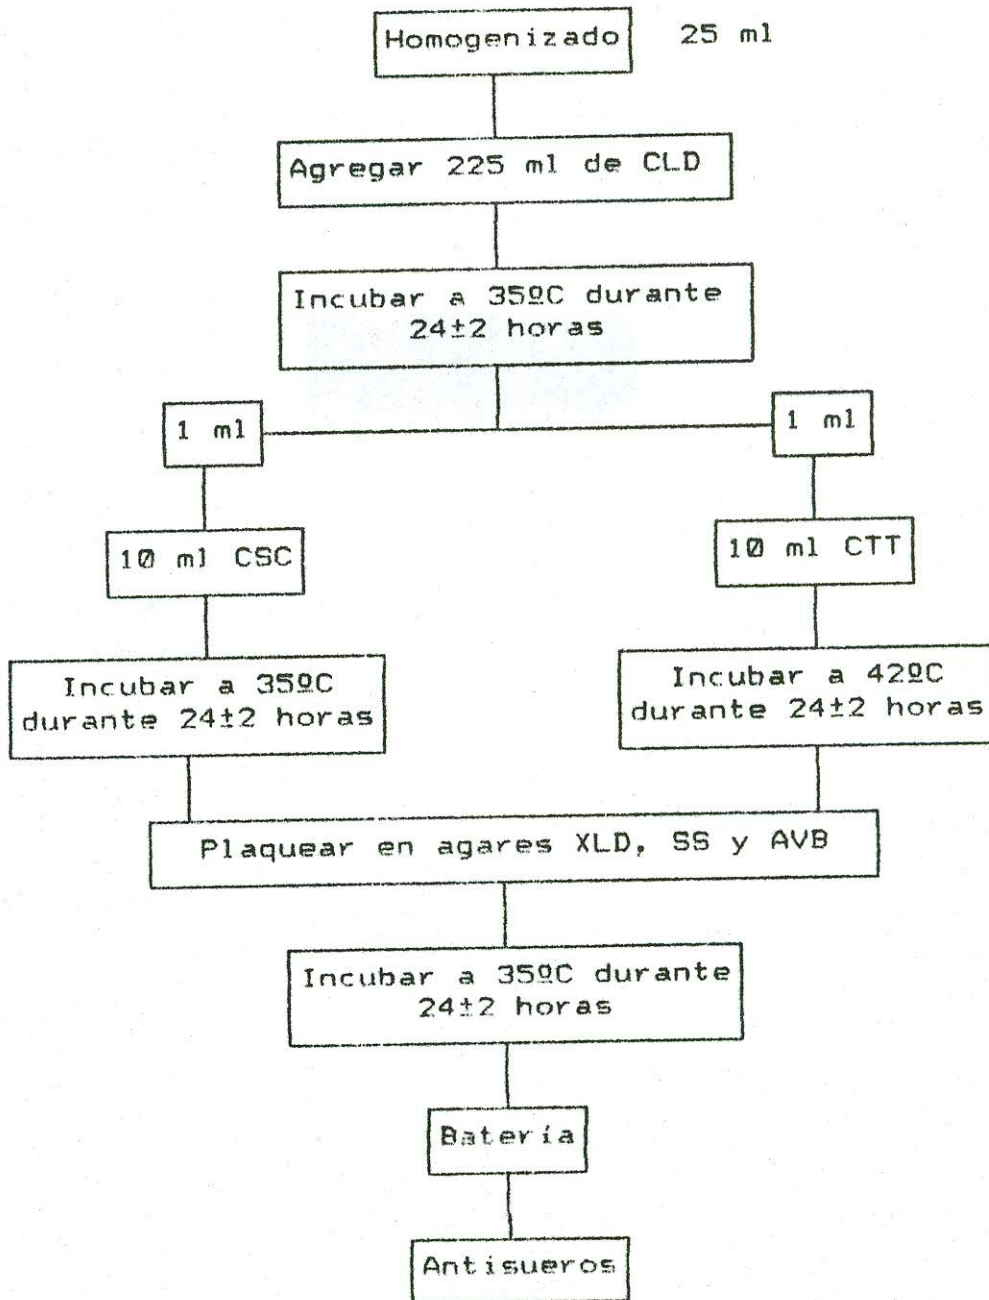 Homogenizado 25 ml
Agregar 225 ml de CLD
Incubar a 35ºC durante
24±2 horas
1 ml
1 ml
10 ml CSC
10 ml CTT
Incubar a 35ºC
durante 24±2 horas
Incubar a 42ºC
durante 24±2 horas
Plaquear en agares XLD, SS y AVB
Incubar a 35ºC durante
24±2 horas
Batería
Antisueros